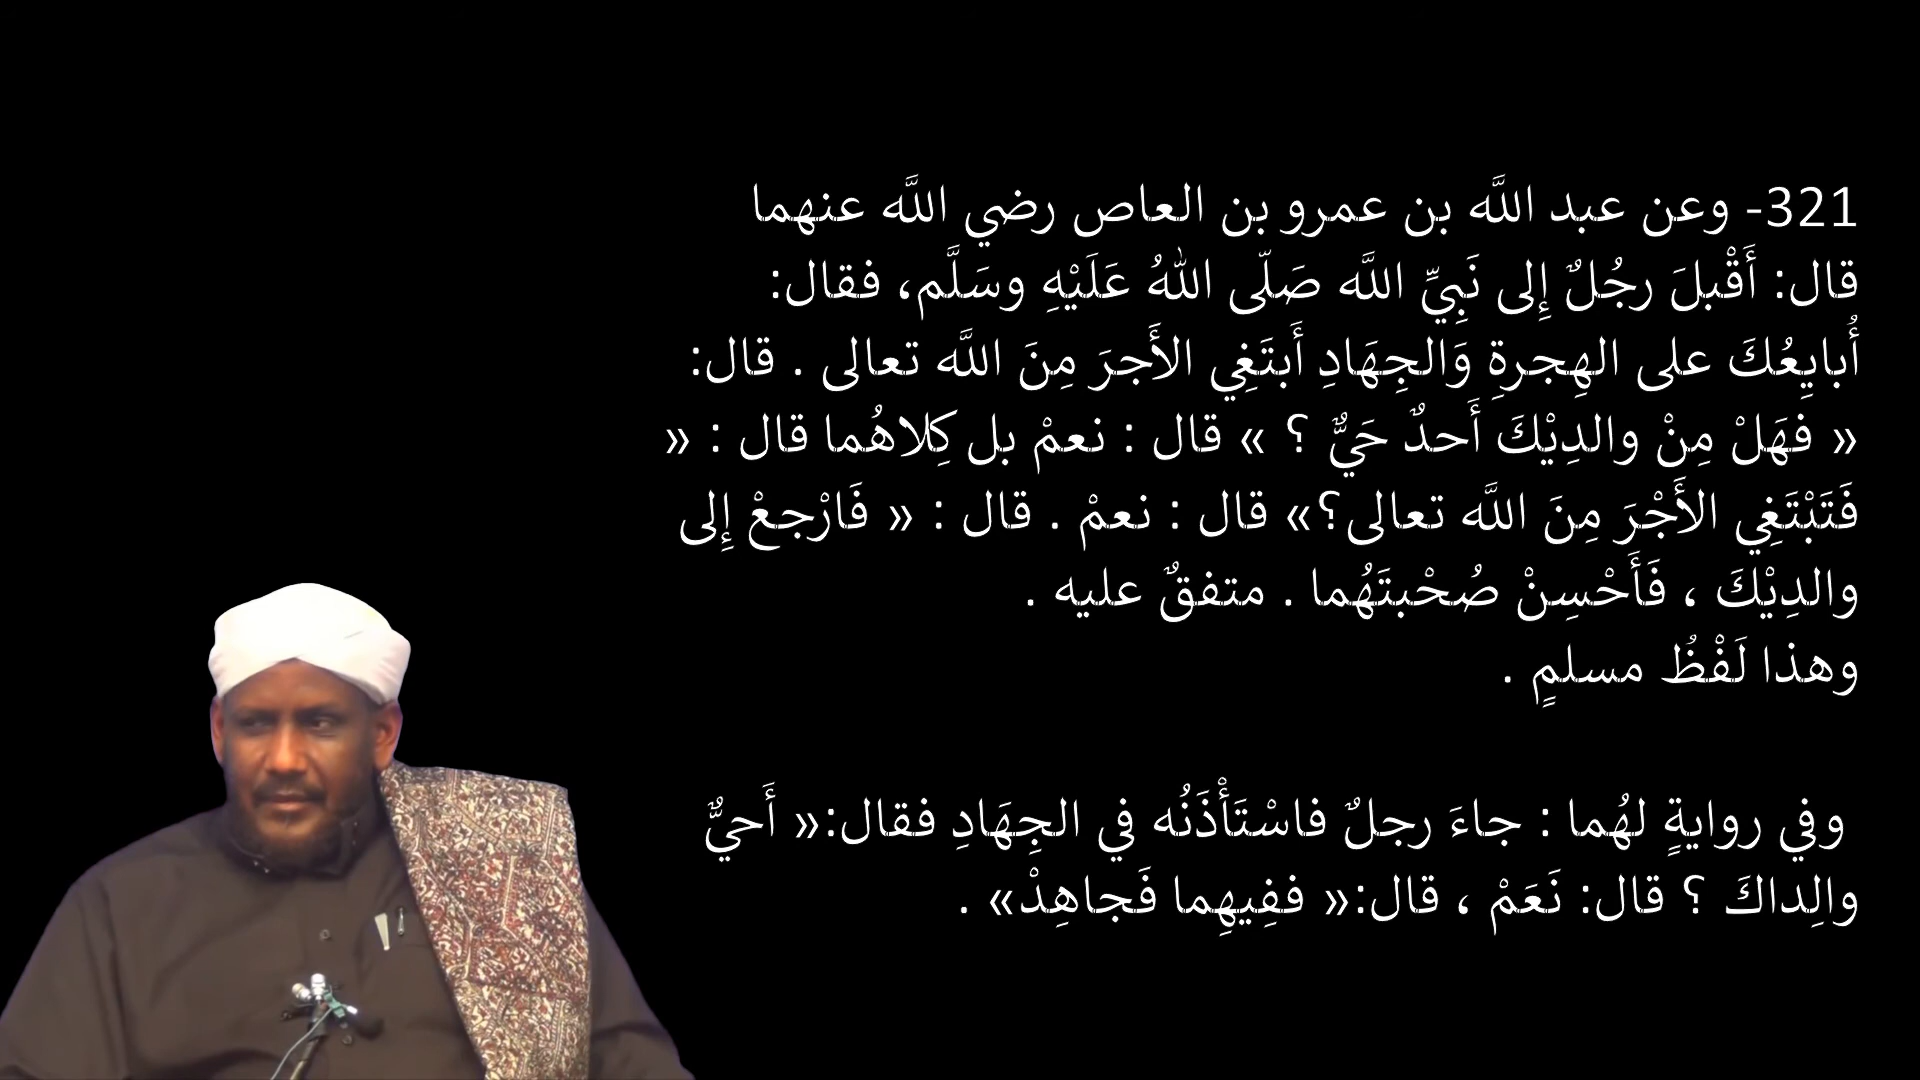 321- وعن عبد اللَّه بن عمرو بن العاص رضي اللَّه عنهما
قال: أَقْبلَ رجُلٌ إِلى نَبِيِّ اللَّه صَلّى اللهُ عَلَيْهِ وسَلَّم، فقال:
أُبايِعُكَ على الهِجرةِ وَالجِهَادِ أَبتَغِي الأَجرَ مِنَ اللَّه تعالى . قال:
« فهَلْ مِنْ والدِيْكَ أَحدٌ حَيٌّ ؟ » قال : نعمْ بل كِلاهُما قال : «
فَتَبْتَغِي الأَجْرَ مِنَ اللَّه تعالى؟» قال : نعمْ . قال : « فَارْجعْ إِلى
والدِيْكَ ، فَأَحْسِنْ صُحْبتَهُما . متفقٌ عليه .
وهذا لَفْظُ مسلمٍ .
وفي روايةٍ لهُما : جاءَ رجلٌ فاسْتَأْذَنُه في الجِهَادِ فقال:« أَحيٌّ
والِداكَ ؟ قال: نَعَمْ ، قال:« ففِيهِما فَجاهِدْ» .